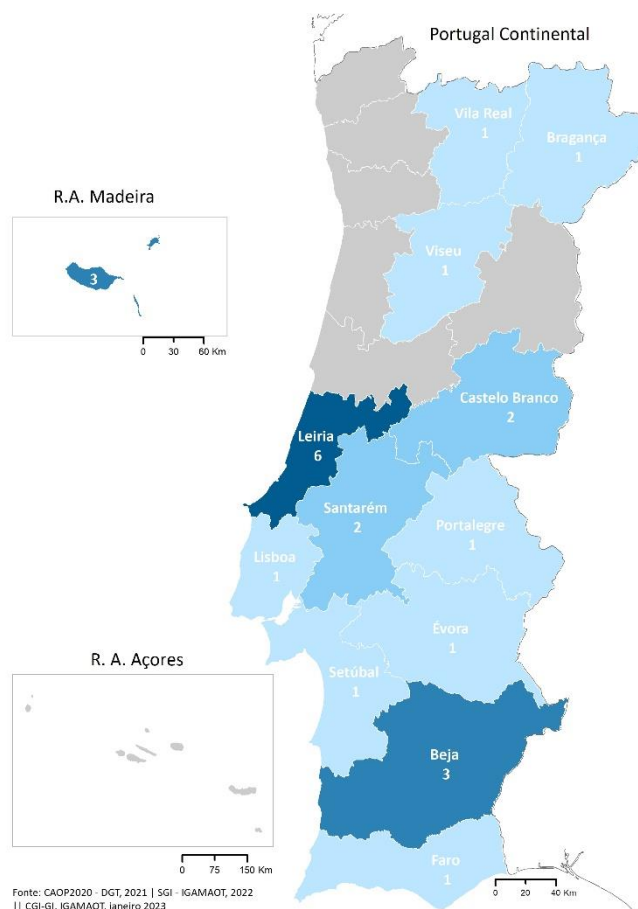 Portugal Continental
Vila Real
1
Bragança
1
R.A. Madeira
3
0 30 60 Km
Viseu
1
Castelo Branco
2
Leiria
6
Santarém
2
Portalegre
1
Lisboa
1
Évora
1
R. A. Açores
Setúbal
1
Beja
3
0 75 150 Km
Faro
1
0 20 40 Km
Fonte: CAOP2020 - DGT, 2021 | SGI - IGAMAOT, 2022
|| CGI-GI, IGAMAOT, janeiro 2023